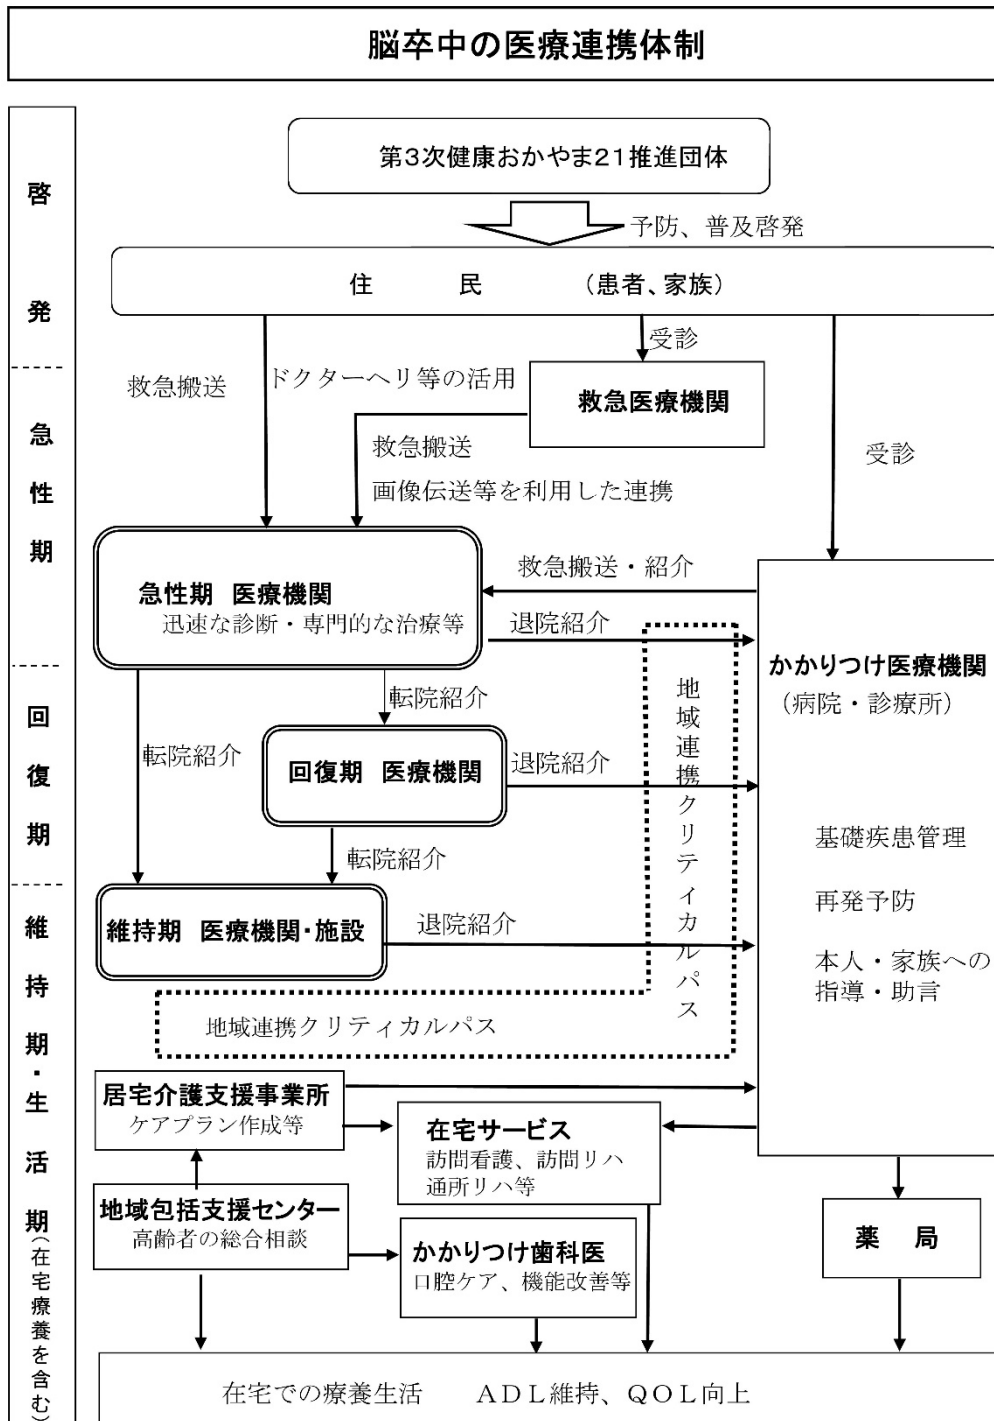 脳卒中の医療連携体制
啓発
第3次健康おかやま21推進団体
予防、普及啓発
住　　　民　　　（患者、家族）
急性期
救急搬送
ドクターヘリ等の活用
受診
救急医療機関
受診
救急搬送
画像伝送等を利用した連携
急性期　医療機関
迅速な診断・専門的な治療等
救急搬送・紹介
退院紹介
かかりつけ医療機関
（病院・診療所）
基礎疾患管理
再発予防
本人・家族への
指導・助言
回復期
転院紹介
転院紹介
回復期　医療機関
退院紹介
転院紹介
地域連携クリティカルパス
維持期・生活期（在宅療養を含む）
維持期　医療機関・施設
退院紹介
地域連携クリティカルパス
居宅介護支援事業所
ケアプラン作成等
在宅サービス
訪問看護、訪問リハ
通所リハ等
地域包括支援センター
高齢者の総合相談
かかりつけ歯科医
口腔ケア、機能改善等
薬　局
在宅での療養生活　　ＡＤＬ維持、ＱＯＬ向上